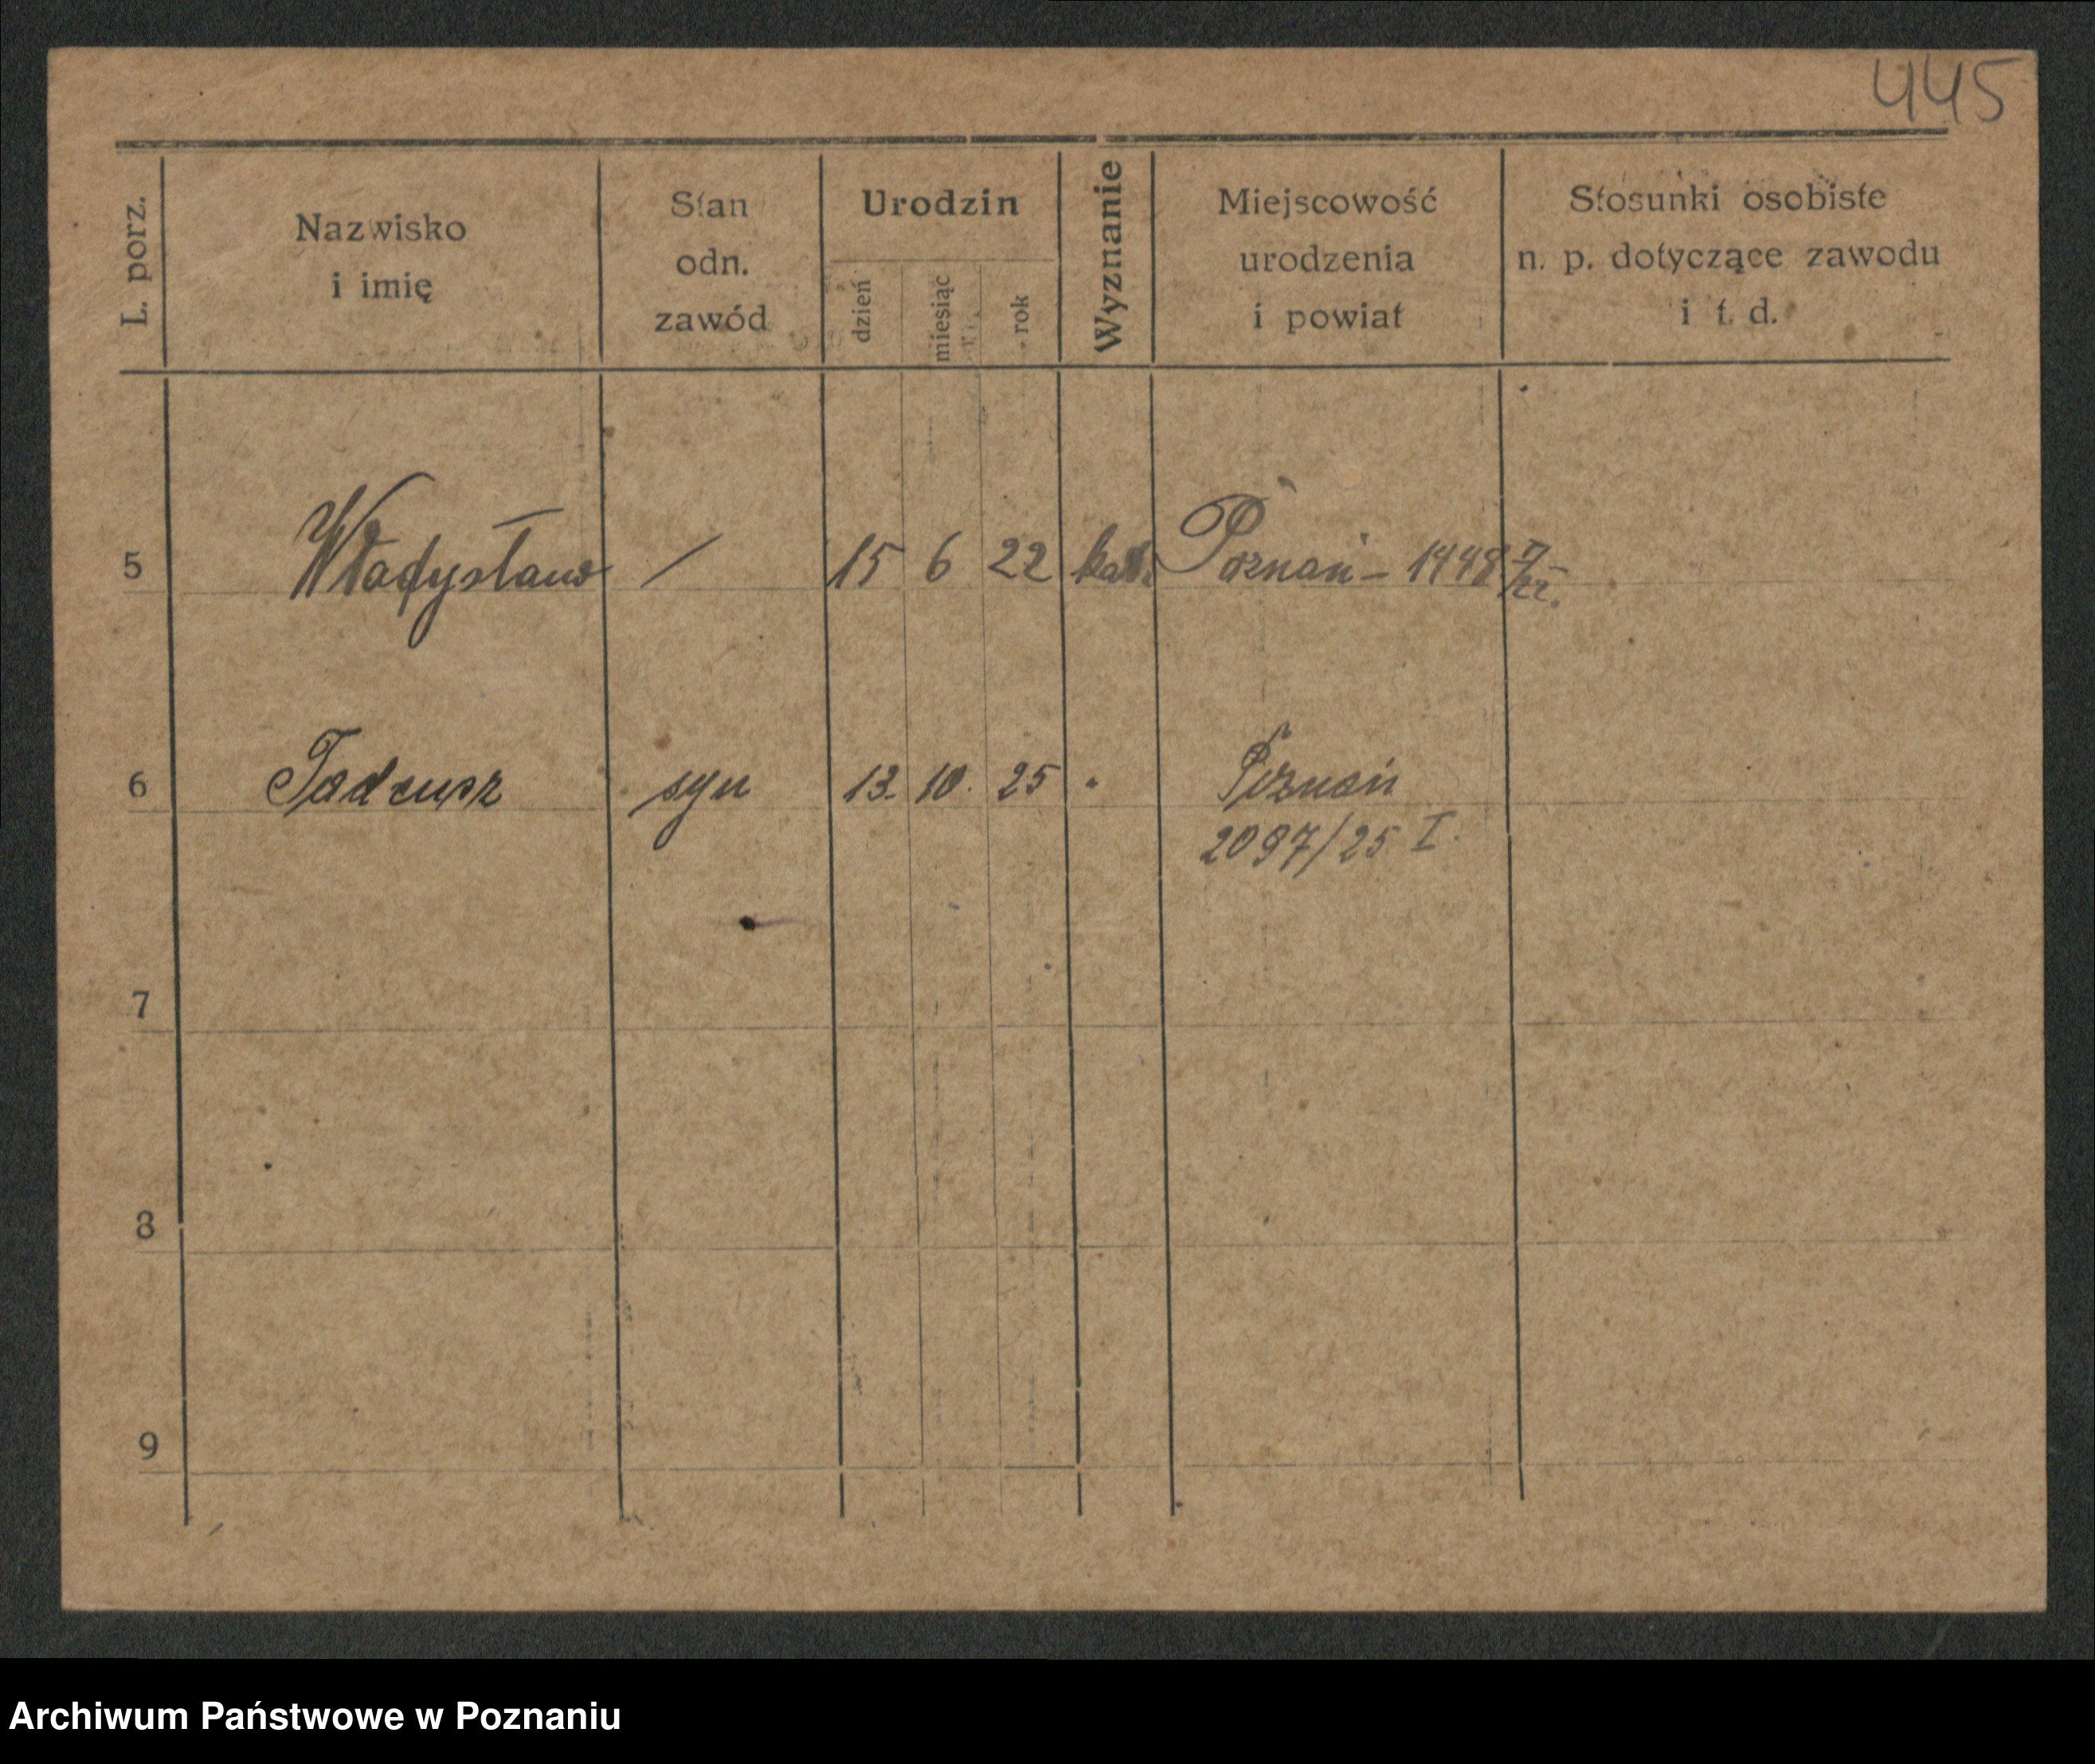 445
L. porz.
Nazwisko
i imię
Stan
odn.
zawód
Urodzin
dzień
miesiąc
rok
Wyznanie
Miejscowość
urodzenia
i powiat
Stosunki osobiste
n. p. dotyczące zawodu
i t. d.
5 Władysław / 15 6 22 kat. Poznań - 1448
6 Tadeusz syn 13. 10. 25 " Poznań
2097/25 I.
7
8
9
Archiwum Państwowe w Poznaniu